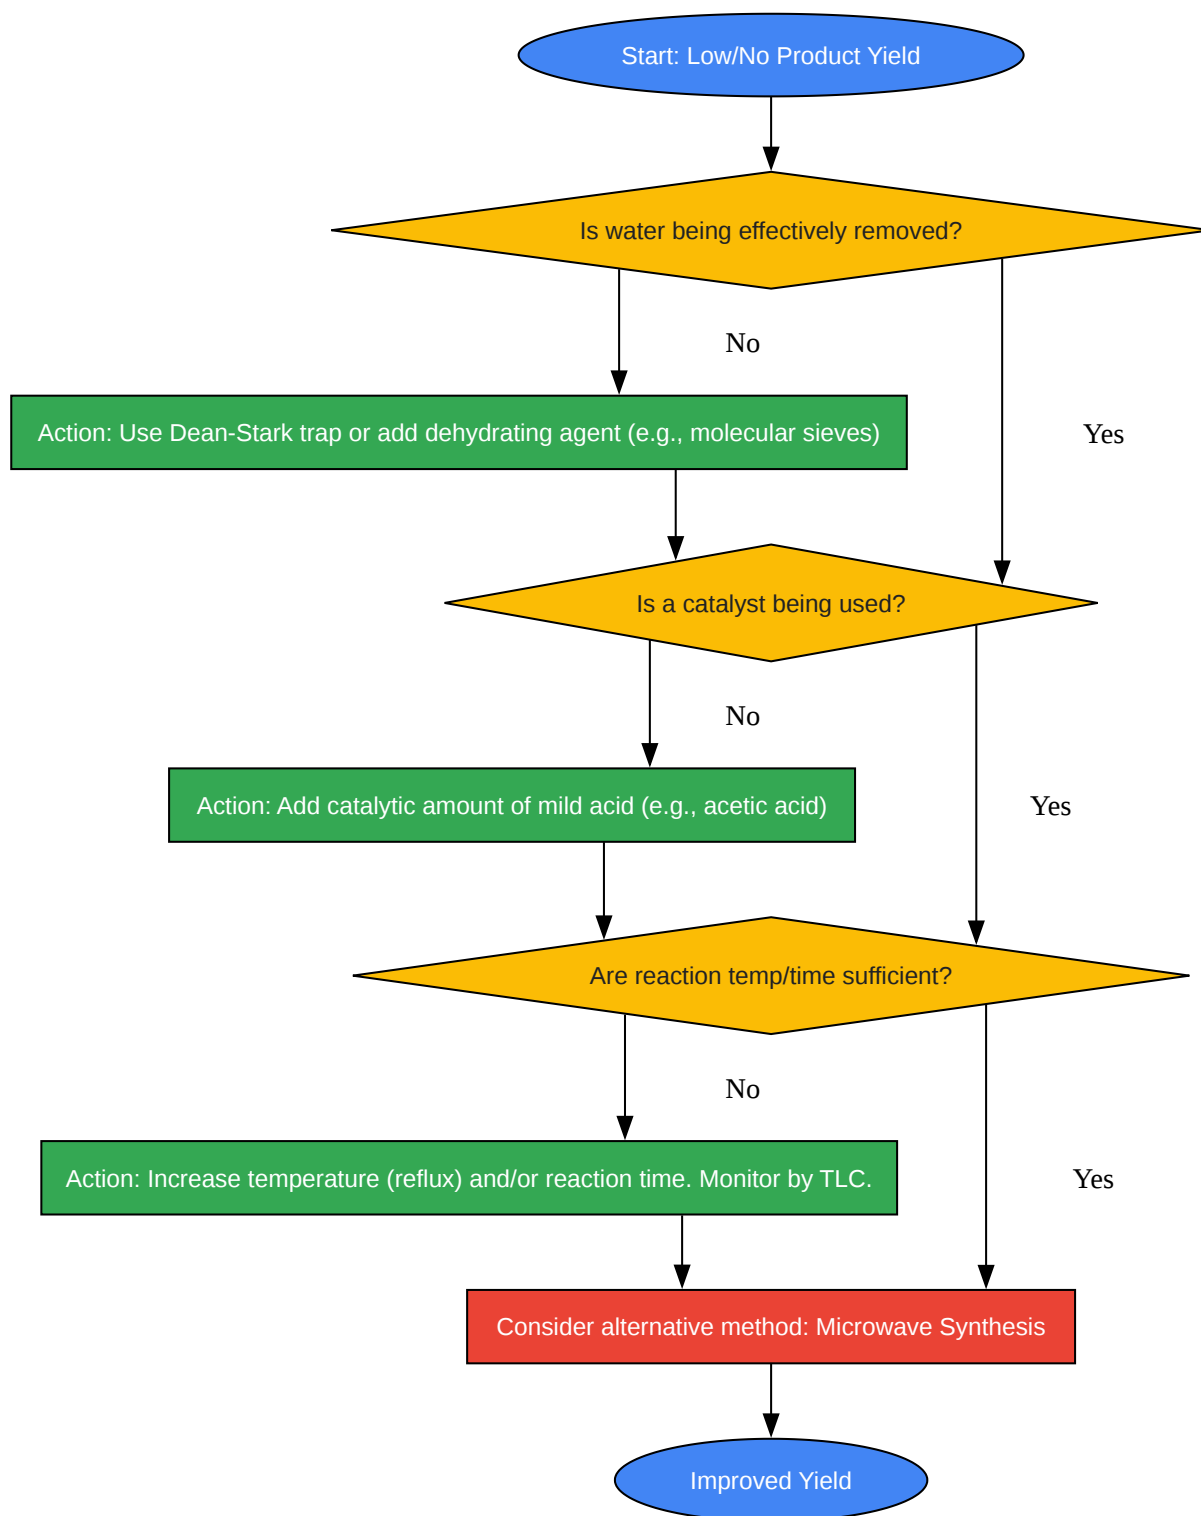 Start: Low/No Product Yield
Is water being effectively removed?
No
Action: Use Dean-Stark trap or add dehydrating agent (e.g., molecular sieves)
Yes
Is a catalyst being used?
No
Action: Add catalytic amount of mild acid (e.g., acetic acid)
Yes
Are reaction temp/time sufficient?
No
Action: Increase temperature (reflux) and/or reaction time. Monitor by TLC.
Yes
Consider alternative method: Microwave Synthesis
Improved Yield